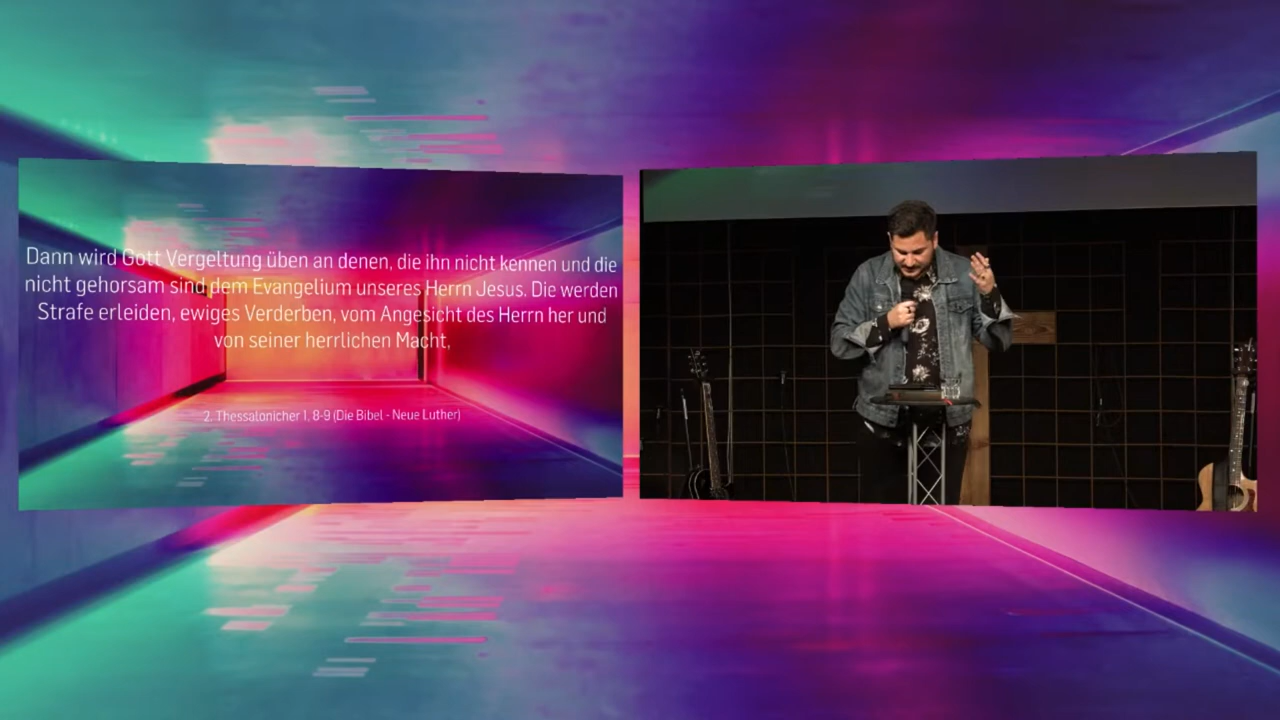 Dann wird Gott Vergeltung üben an denen, die ihn nicht kennen und die
nicht gehorsam sind dem Evangelium unseres Herrn Jesus. Die werden
Strafe erleiden, ewiges Verderben, vom Angesicht des Herrn her und
von seiner herrlichen Macht,
2. Thessalonicher 1, 8-9 (Die Bibel - Neue Luther)